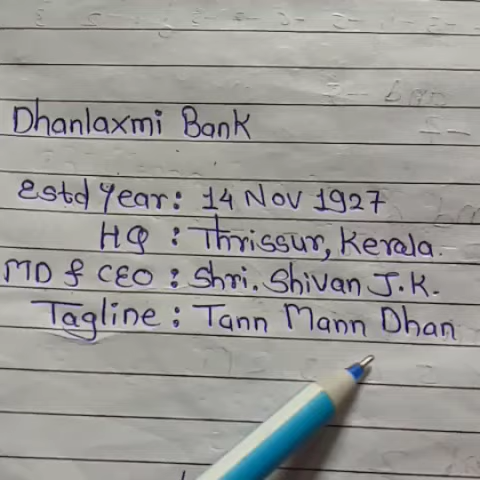 Dhanlaxmi Bank
estd Year: 14 Nov 1927
HQ : Thrissur, Kerala.
MD & CEO : Shri. Shivan J.K.
Tagline : Tann Mann Dhan